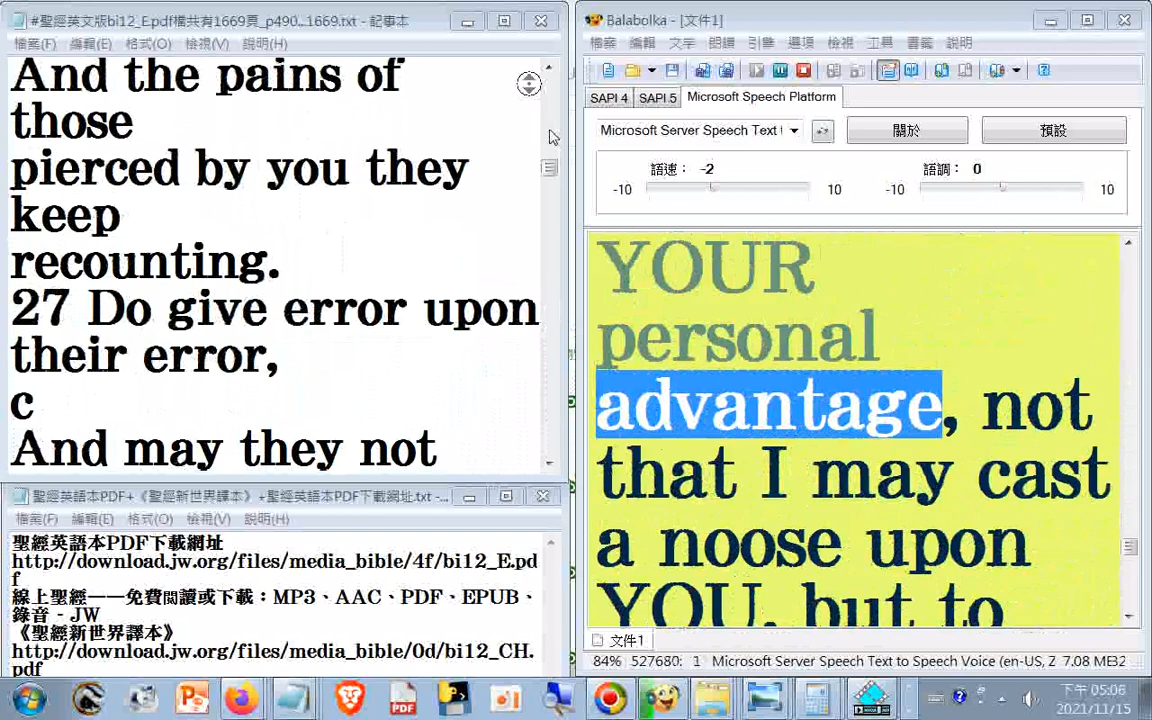 #聖經英文版bi12_E.pdf檔共有1669頁_p490...1669.txt - 記事本
檔案(F) 編輯(E) 格式(O) 檢視(V) 說明(H)
And the pains of
those
pierced by you they
keep
recounting.
27 Do give error upon
their error,
c
And may they not
聖經英語本PDF+《聖經新世界譯本》+聖經英語本PDF下載網址.txt -...
檔案(F) 編輯(E) 格式(O) 檢視(V) 說明(H)
聖經英語本PDF下載網址
http://download.jw.org/files/media_bible/4f/bi12_E.pd
f
線上聖經——免費閱讀或下載：MP3、AAC、PDF、EPUB、
錄音 - JW
《聖經新世界譯本》
http://download.jw.org/files/media_bible/0d/bi12_CH.
pdf
Balabolka - [文件1]
檔案 編輯 文字 朗讀 引擎 選項 檢視 工具 書籤 說明
SAPI 4 SAPI 5 Microsoft Speech Platform
Microsoft Server Speech Text 關於 預設
語速： -2 語調： 0
-10 10 -10 10
YOUR
personal
advantage, not
that I may cast
a noose upon
YOU, but to
文件1
84% 527680: 1 Microsoft Server Speech Text to Speech Voice (en-US, Z 7.08 MB
PDF
下午 05:06
2021/11/15